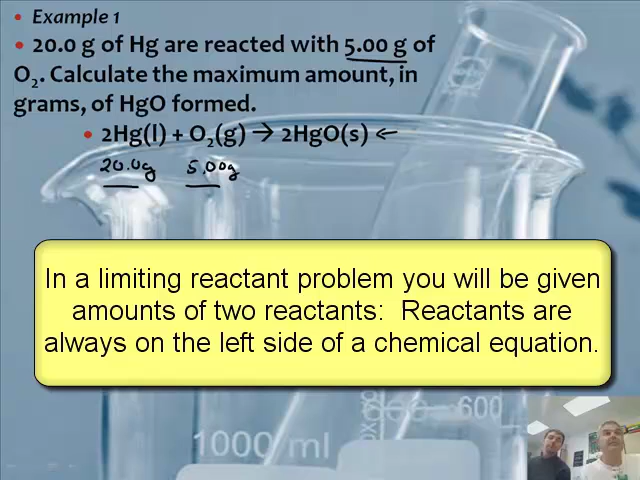 • Example 1
• 20.0 g of Hg are reacted with 5.00 g of
O₂. Calculate the maximum amount, in
grams, of HgO formed.
• 2Hg(l) + O₂(g) → 2HgO(s) ←
20.0g 5.00g
In a limiting reactant problem you will be given
amounts of two reactants: Reactants are
always on the left side of a chemical equation.
600
1000 ml